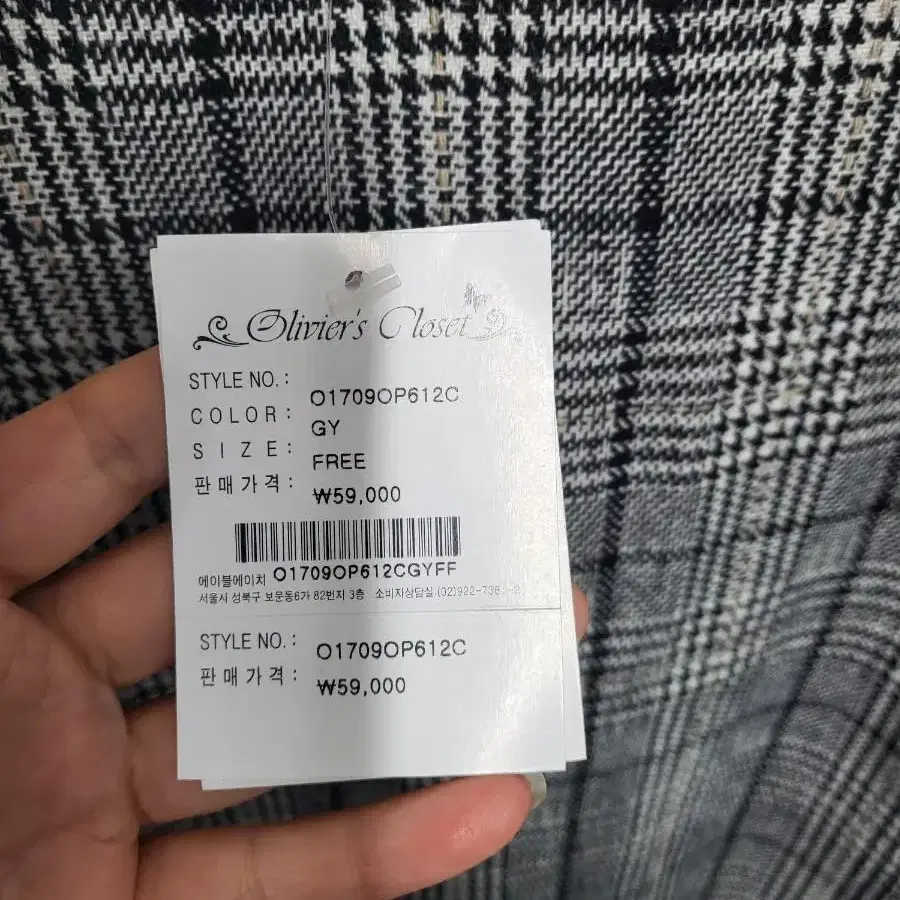 Olivier's Closet
STYLE NO. : O1709OP612C
COLOR : GY
SIZE : FREE
판매가격 : ₩59,000
에이블에이치 O1709OP612CGYFF
서울시 성북구 보문동6가 82번지 3층 소비자상담실
STYLE NO. : O1709OP612C
판매가격 : ₩59,000